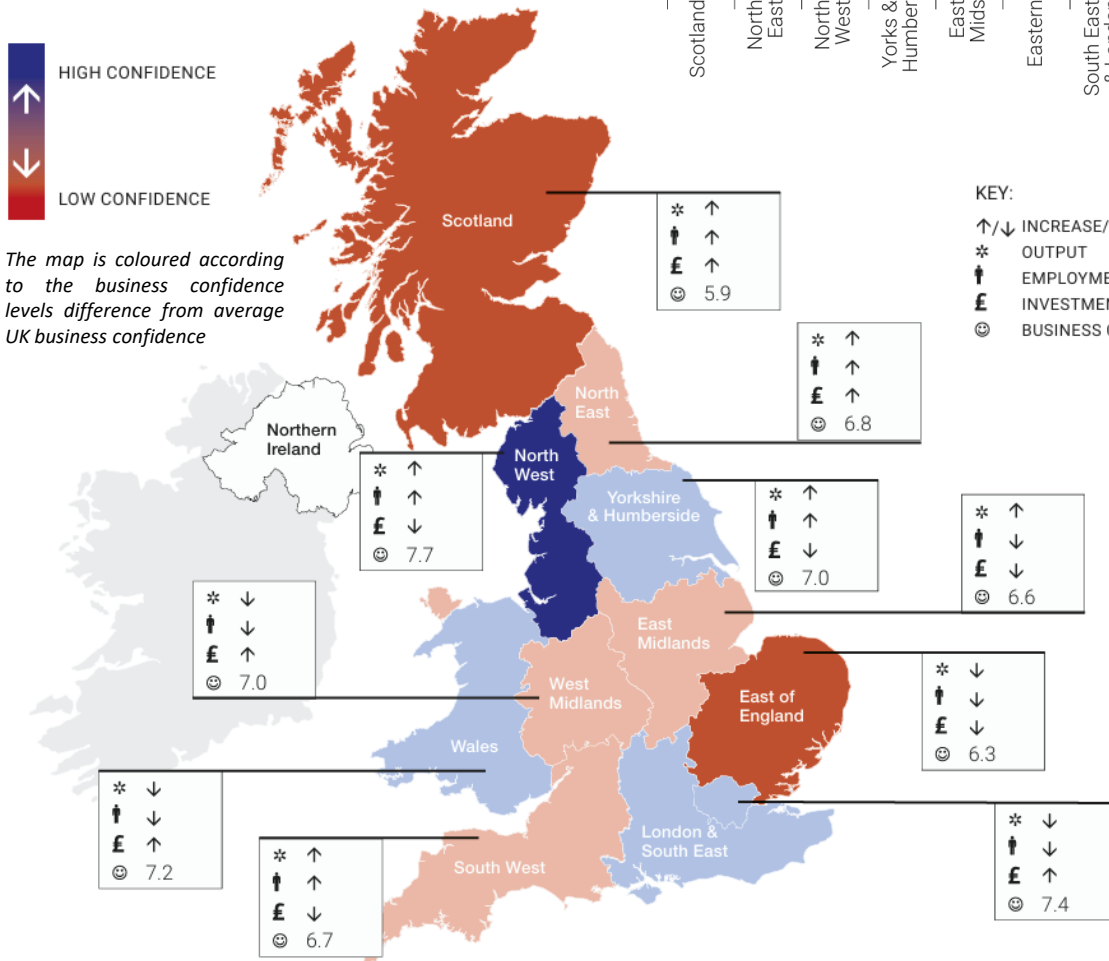 Scotland
North
East
North
West
Yorks &
Humber
East
Mids
Eastern
South East
HIGH CONFIDENCE
↑
↓
LOW CONFIDENCE
The map is coloured according
to the business confidence
levels difference from average
UK business confidence
KEY:
↑/↓ INCREASE/
OUTPUT
EMPLOYME
£ INVESTMEN
BUSINESS
Scotland
↑
↑
£ ↑
☺ 5.9
North
East
↑
↑
£ ↑
☺ 6.8
Northern
Ireland
North
West
↑
↑
£ ↓
☺ 7.7
Yorkshire
& Humberside
↑
↑
£ ↓
☺ 7.0
↑
↓
£ ↓
☺ 6.6
East
Midlands
↓
↓
£ ↑
☺ 7.0
West
Midlands
East of
England
↓
↓
£ ↓
☺ 6.3
Wales
↓
↓
£ ↑
☺ 7.2
London &
South East
↓
↓
£ ↑
☺ 7.4
South West
↑
↑
£ ↓
☺ 6.7